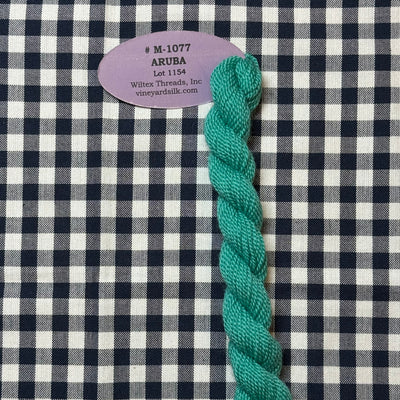 # M-1077
ARUBA
Lot 1154
Wiltex Threads, Inc
vineyardsilk.com